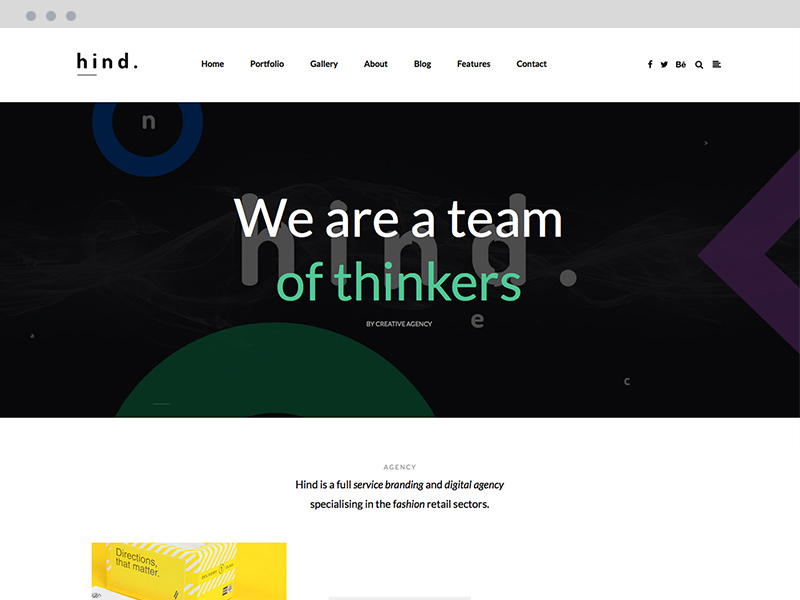 hind.
Home Portfolio Gallery About Blog Features Contact
Bē
n
>
hind.
We are a team
of thinkers
BY CREATIVE AGENCY
e
a
c
AGENCY
Hind is a full service branding and digital agency
specialising in the fashion retail sectors.
Directions,
that matter.